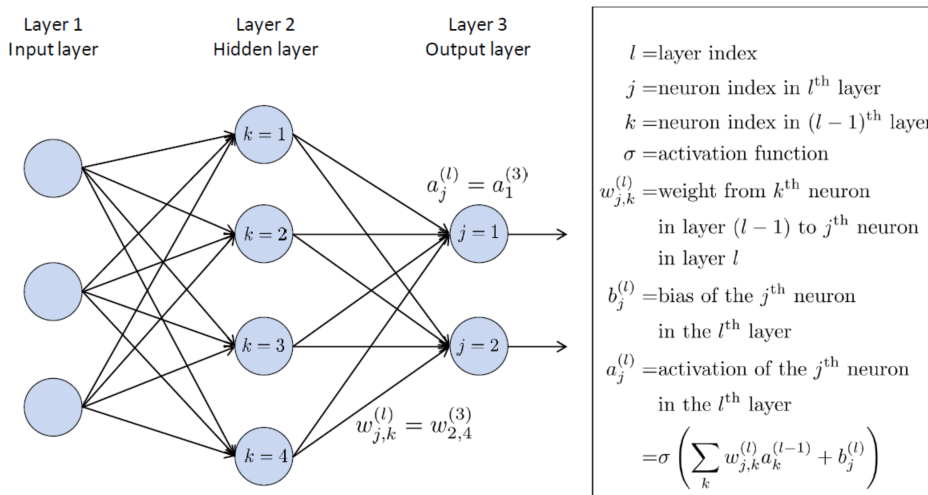 Layer 1
Input layer
Layer 2
Hidden layer
Layer 3
Output layer
k = 1
k = 2
k = 3
k = 4
a_j^{(l)} = a_1^{(3)}
j = 1
j = 2
w_{j,k}^{(l)} = w_{2,4}^{(3)}
l =layer index
j =neuron index in l^{th} layer
k =neuron index in (l − 1)^{th} layer
σ =activation function
w_{j,k}^{(l)} =weight from k^{th} neuron
in layer (l − 1) to j^{th} neuron
in layer l
b_j^{(l)} =bias of the j^{th} neuron
in the l^{th} layer
a_j^{(l)} =activation of the j^{th} neuron
in the l^{th} layer
=σ ( ∑_k w_{j,k}^{(l)} a_k^{(l−1)} + b_j^{(l)} )